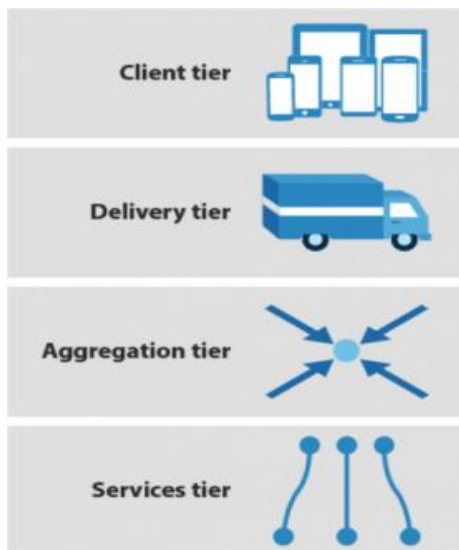 Client tier
Delivery tier
Aggregation tier
Services tier